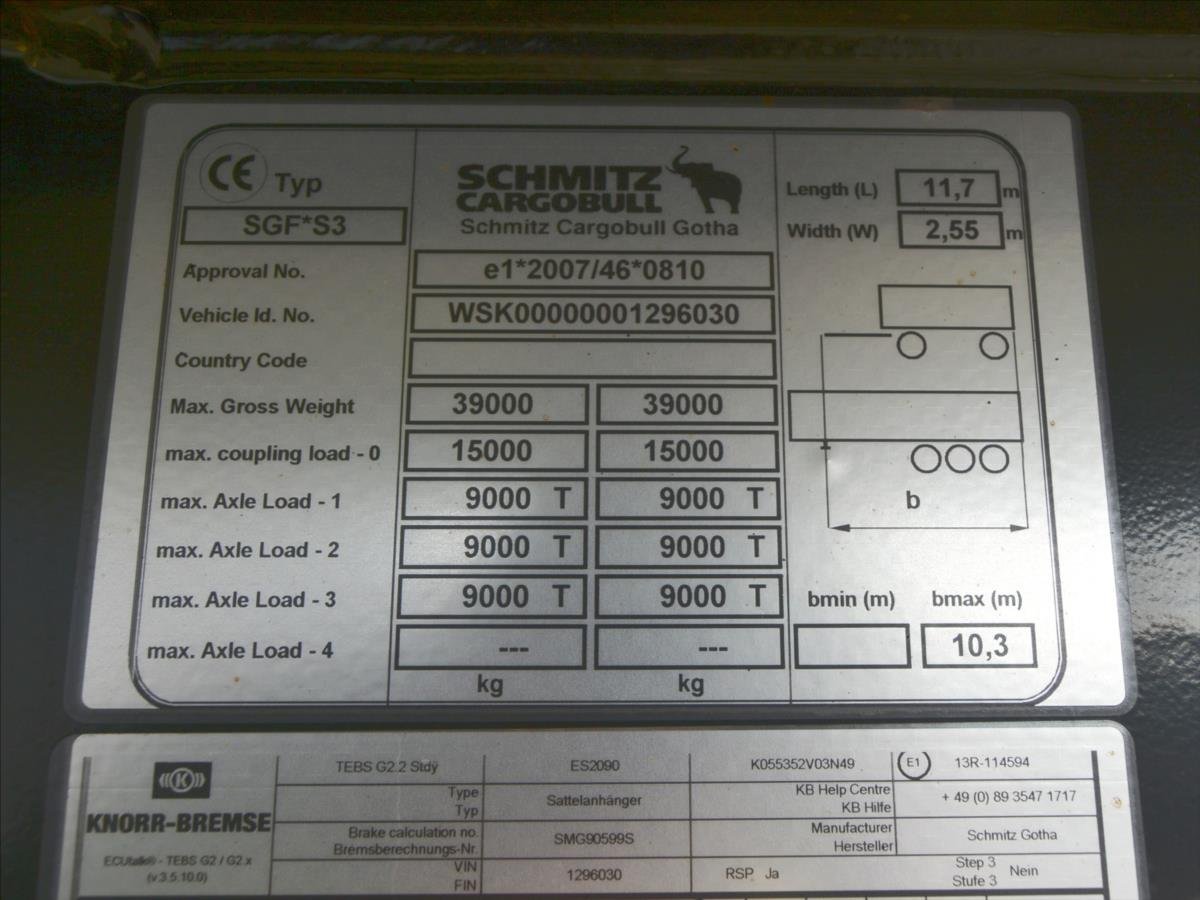 CE Typ
SGF*S3
SCHMITZ
CARGOBULL
Schmitz Cargobull Gotha
Length (L) 11,7 m
Width (W) 2,55 m
Approval No. e1*2007/46*0810
Vehicle Id. No. WSK00000001296030
Country Code
Max. Gross Weight 39000 39000
max. coupling load - 0 15000 15000
max. Axle Load - 1 9000 T 9000 T
max. Axle Load - 2 9000 T 9000 T
max. Axle Load - 3 9000 T 9000 T
max. Axle Load - 4 --- ---
kg kg
b
bmin (m) bmax (m)
10,3
K
KNORR-BREMSE
ECUtalk® - TEBS G2 / G2.x
(v.3.5.10.0)
TEBS G2.2 Stdy ES2090 K055352V03N49 E1 13R-114594
Type
Typ
Sattelanhänger
KB Help Centre
KB Hilfe
+ 49 (0) 89 3547 1717
Brake calculation no.
Bremsberechnungs-Nr.
SMG90599S
Manufacturer
Hersteller
Schmitz Gotha
VIN
FIN
1296030
RSP Ja
Step 3
Stufe 3
Nein